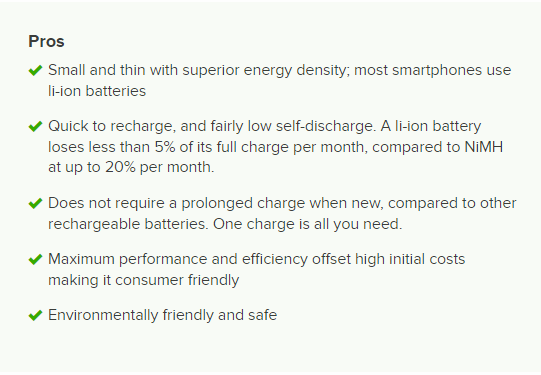 Pros
Small and thin with superior energy density; most smartphones use
li-ion batteries
Quick to recharge, and fairly low self-discharge. A li-ion battery
loses less than 5% of its full charge per month, compared to NiMH
at up to 20% per month.
Does not require a prolonged charge when new, compared to other
rechargeable batteries. One charge is all you need.
Maximum performance and efficiency offset high initial costs
making it consumer friendly
Environmentally friendly and safe